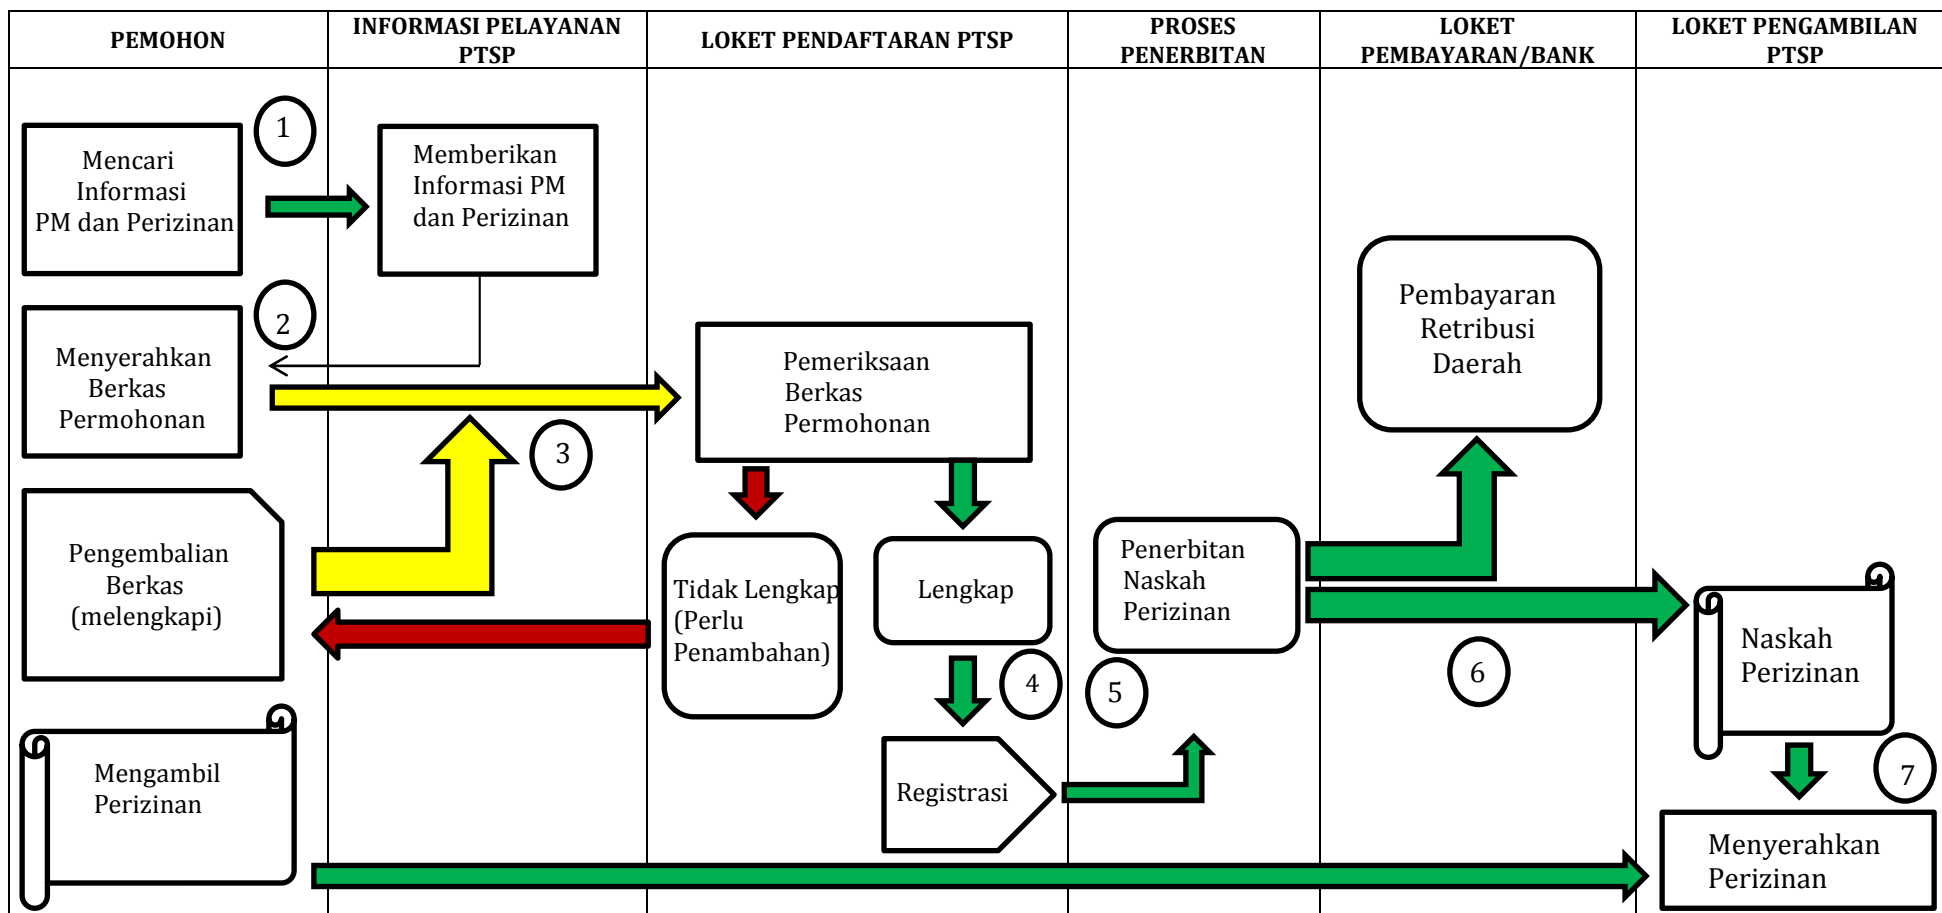 PEMOHON
INFORMASI PELAYANAN
PTSP
LOKET PENDAFTARAN PTSP
PROSES
PENERBITAN
LOKET
PEMBAYARAN/BANK
LOKET PENGAMBILAN
PTSP
1
Mencari
Informasi
PM dan Perizinan
Memberikan
Informasi PM
dan Perizinan
2
Menyerahkan
Berkas
Permohonan
3
Pemeriksaan
Berkas
Permohonan
Pembayaran
Retribusi
Daerah
Pengembalian
Berkas
(melengkapi)
Tidak Lengkap
(Perlu
Penambahan)
Lengkap
4
5
Penerbitan
Naskah
Perizinan
6
Naskah
Perizinan
7
Mengambil
Perizinan
Registrasi
Menyerahkan
Perizinan